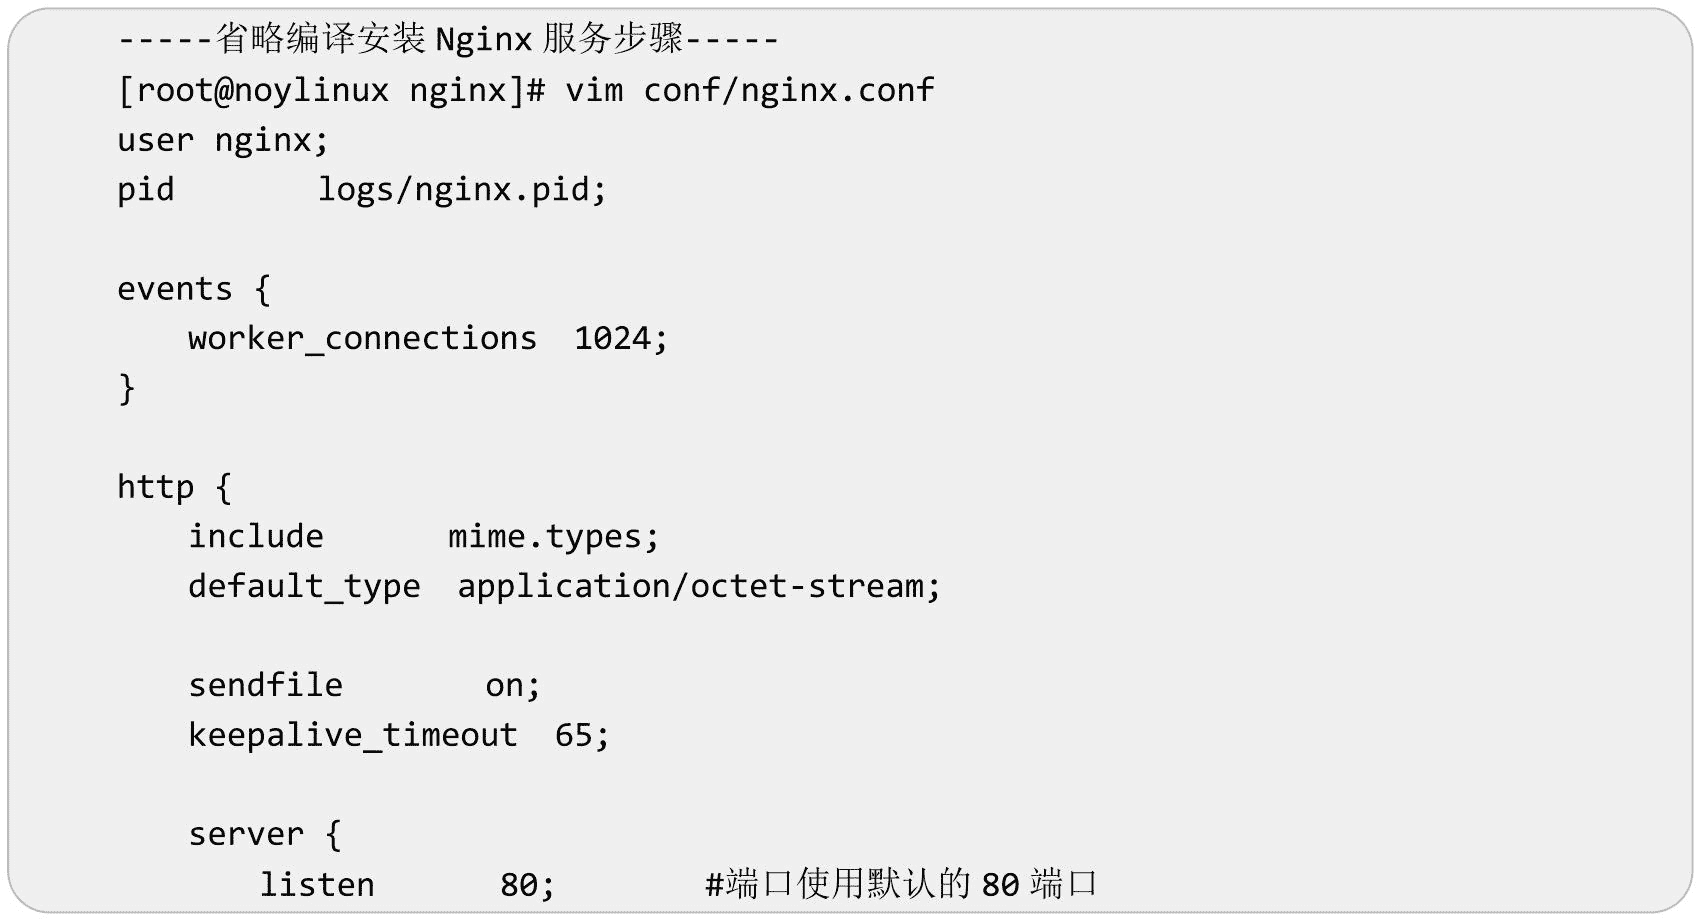 -----省略编译安装 Nginx 服务步骤-----
[root@noylinux nginx]# vim conf/nginx.conf
user nginx;
pid       logs/nginx.pid;
events {
    worker_connections  1024;
}
http {
    include       mime.types;
    default_type  application/octet-stream;
    sendfile        on;
    keepalive_timeout  65;
    server {
        listen       80;        #端口使用默认的 80 端口